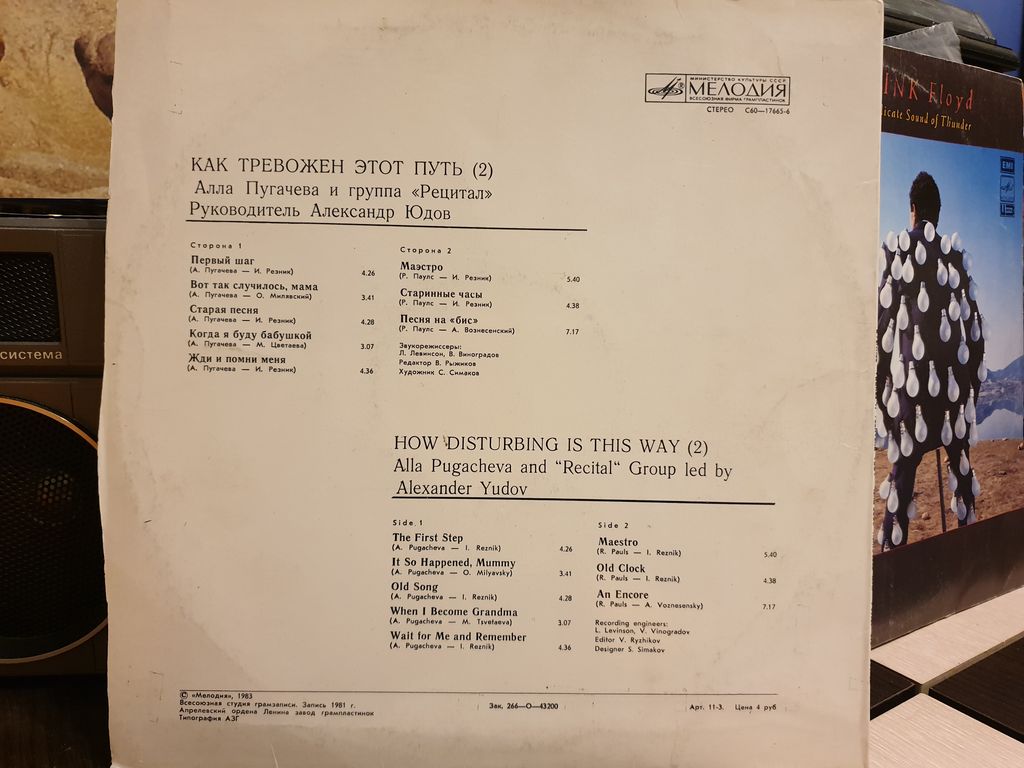 МИНИСТЕРСТВО КУЛЬТУРЫ СССР
МЕЛОДИЯ
ВСЕСОЮЗНАЯ ФИРМА ГРАМПЛАСТИНОК
СТЕРЕО С60—17665-6
КАК ТРЕВОЖЕН ЭТОТ ПУТЬ (2)
Алла Пугачева и группа «Рецитал»
Руководитель Александр Юдов
Сторона 1
Первый шаг
(А. Пугачева — И. Резник) 4.26
Вот так случилось, мама
(А. Пугачева — О. Милявский) 3.41
Старая песня
(А. Пугачева — И. Резник) 4.28
Когда я буду бабушкой
(А. Пугачева — М. Цветаева) 3.07
Жди и помни меня
(А. Пугачева — И. Резник) 4.36
Сторона 2
Маэстро
(Р. Паулс — И. Резник) 5.40
Старинные часы
(Р. Паулс — И. Резник) 4.38
Песня на «бис»
(Р. Паулс — А. Вознесенский) 7.17
Звукорежиссеры:
Л. Левинсон, В. Виноградов
Редактор В. Рыжиков
Художник С. Симаков
HOW DISTURBING IS THIS WAY (2)
Alla Pugacheva and “Recital“ Group led by
Alexander Yudov
Side 1
The First Step
(A. Pugacheva — I. Reznik) 4.26
It So Happened, Mummy
(A. Pugacheva — O. Milyavsky) 3.41
Old Song
(A. Pugacheva — I. Reznik) 4.28
When I Become Grandma
(A. Pugacheva — M. Tsvetaeva) 3.07
Wait for Me and Remember
(A. Pugacheva — I. Reznik) 4.36
Side 2
Maestro
(R. Pauls — I. Reznik) 5.40
Old Clock
(R. Pauls — I. Reznik) 4.38
An Encore
(R. Pauls — A. Voznesensky) 7.17
Recording engineers:
L. Levinson, V. Vinogradov
Editor V. Ryzhikov
Designer S. Simakov
© «Мелодия», 1983
Всесоюзная студия грамзаписи. Запись 1981 г.
Апрелевский ордена Ленина завод грампластинок
Типография АЗГ
Зак. 266—О—43200
Арт. 11-3. Цена 4 руб
система
INK Floyd
icate Sound of Thunder
EMI